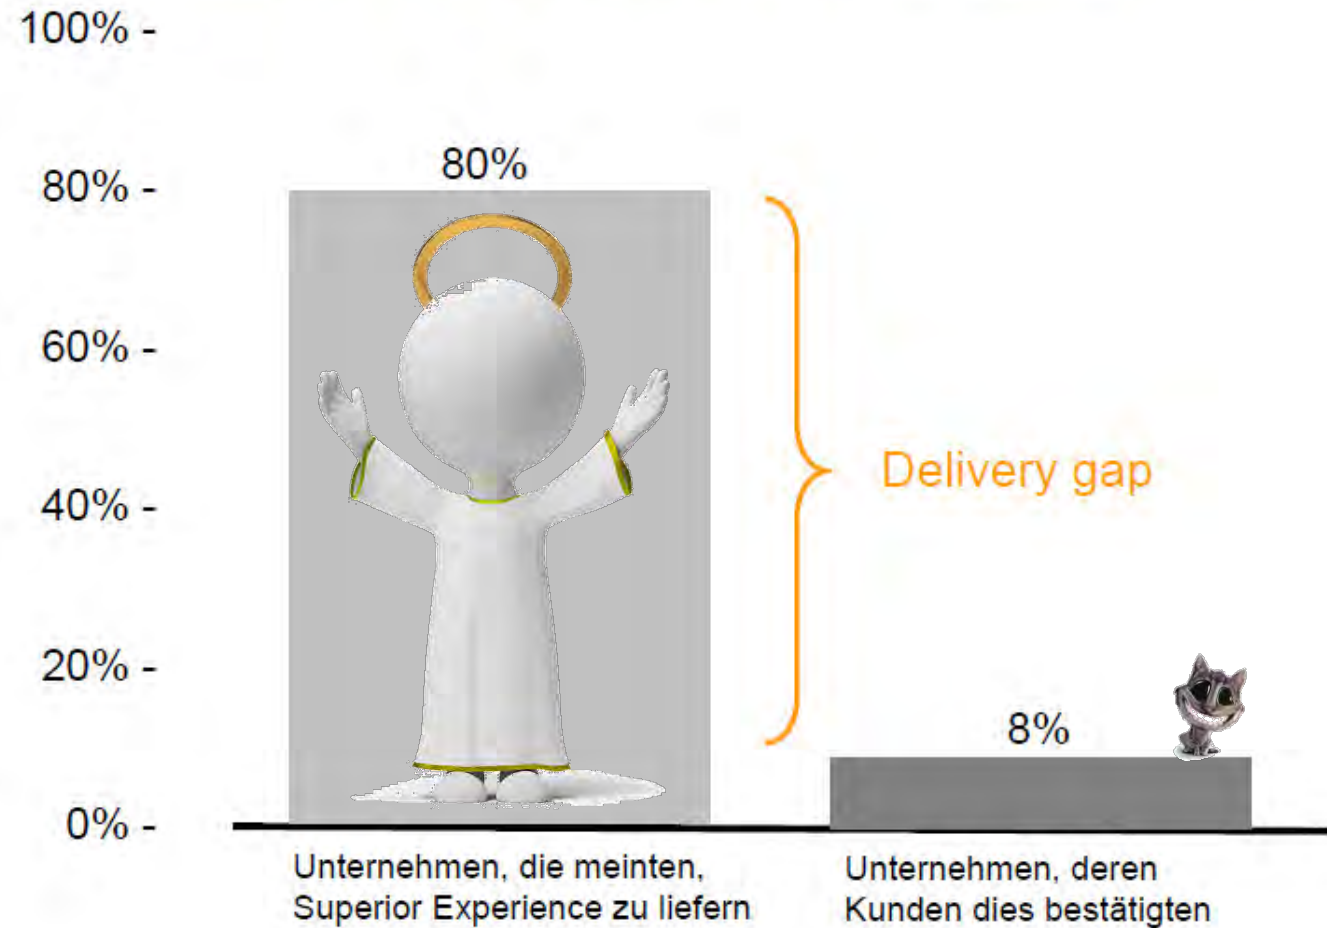 100% -
80%
80% -
60% -
Delivery gap
40% -
20% -
8%
0% -
Unternehmen, die meinten,
Superior Experience zu liefern
Unternehmen, deren
Kunden dies bestätigten